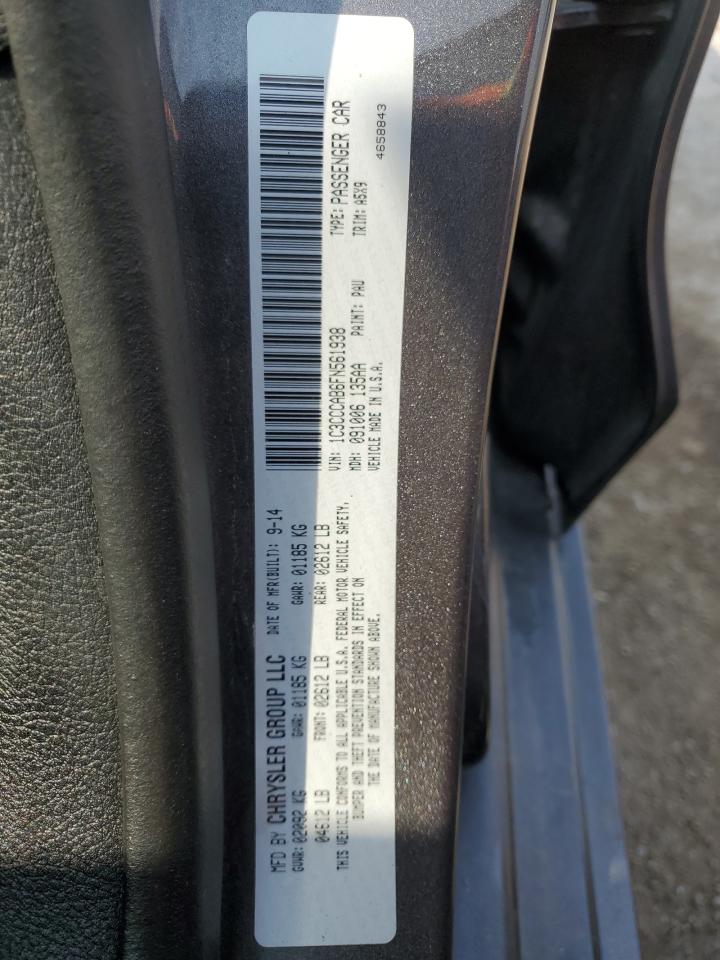 MFD BY CHRYSLER GROUP LLC DATE OF MFR(BUILT): 9-14
GVWR: 02092 KG GAWR: 01185 KG GAWR: 01185 KG
04612 LB FRONT: 02612 LB REAR: 02612 LB
THIS VEHICLE CONFORMS TO ALL APPLICABLE U.S.A. FEDERAL MOTOR VEHICLE SAFETY,
BUMPER AND THEFT PREVENTION STANDARDS IN EFFECT ON
THE DATE OF MANUFACTURE SHOWN ABOVE.
VIN: 1C3CCCAB6FN561938 TYPE: PASSENGER CAR
MDH: 091006 135AA PAINT: PAU TRIM: A5X9
VEHICLE MADE IN U.S.A. 4658843